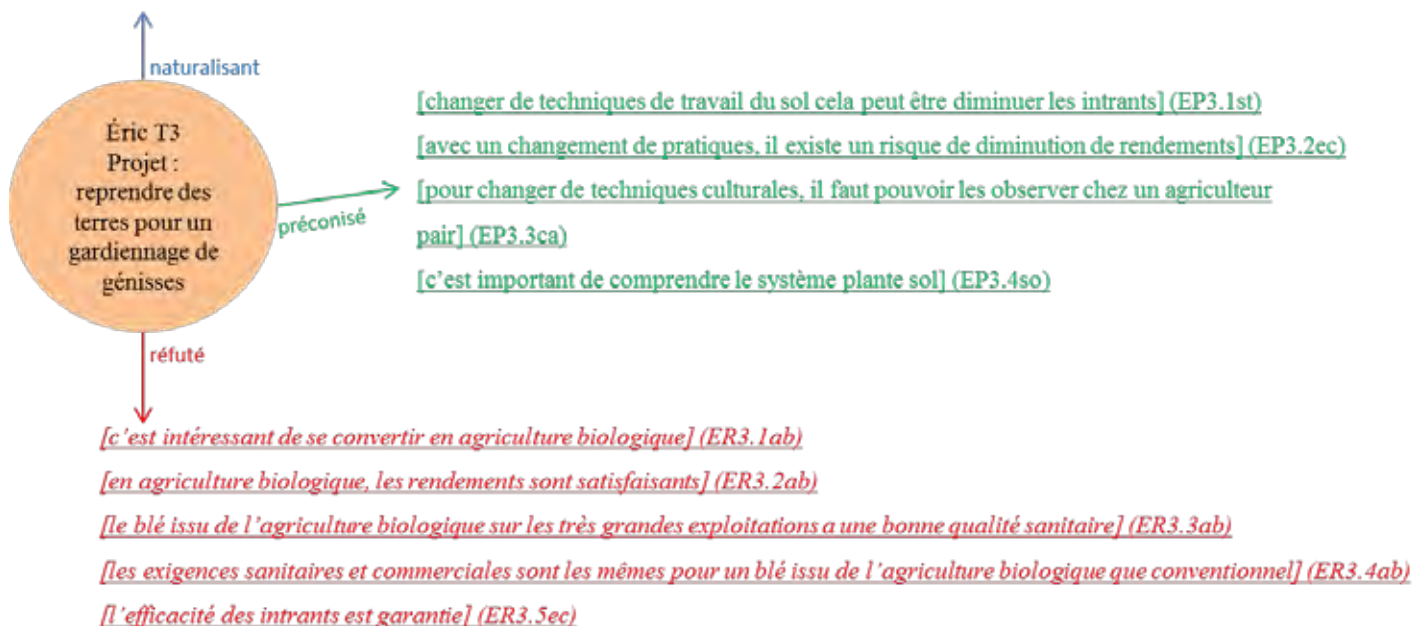 naturalisant
Éric T3
Projet :
reprendre des
terres pour un
gardiennage de
génisses
préconisé
[changer de techniques de travail du sol cela peut être diminuer les intrants] (EP3.1st)
[avec un changement de pratiques, il existe un risque de diminution de rendements] (EP3.2ec)
[pour changer de techniques culturales, il faut pouvoir les observer chez un agriculteur
pair] (EP3.3ca)
[c’est important de comprendre le système plante sol] (EP3.4so)
réfuté
[c’est intéressant de se convertir en agriculture biologique] (ER3.1ab)
[en agriculture biologique, les rendements sont satisfaisants] (ER3.2ab)
[le blé issu de l’agriculture biologique sur les très grandes exploitations a une bonne qualité sanitaire] (ER3.3ab)
[les exigences sanitaires et commerciales sont les mêmes pour un blé issu de l’agriculture biologique que conventionnel] (ER3.4ab)
[l’efficacité des intrants est garantie] (ER3.5ec)